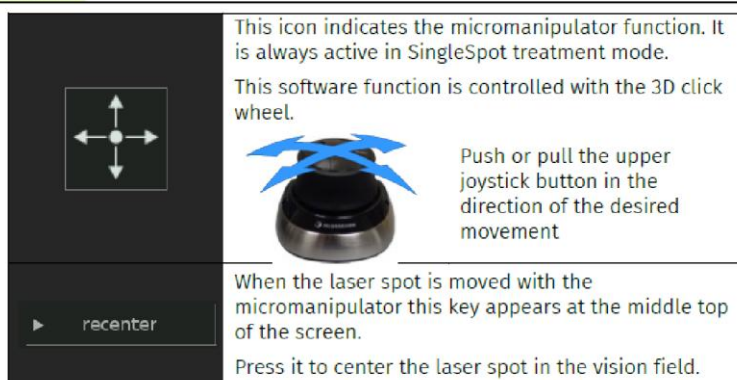 This icon indicates the micromanipulator function. It
is always active in SingleSpot treatment mode.
This software function is controlled with the 3D click
wheel.
Push or pull the upper
joystick button in the
direction of the desired
movement
recenter
When the laser spot is moved with the
micromanipulator this key appears at the middle top
of the screen.
Press it to center the laser spot in the vision field.